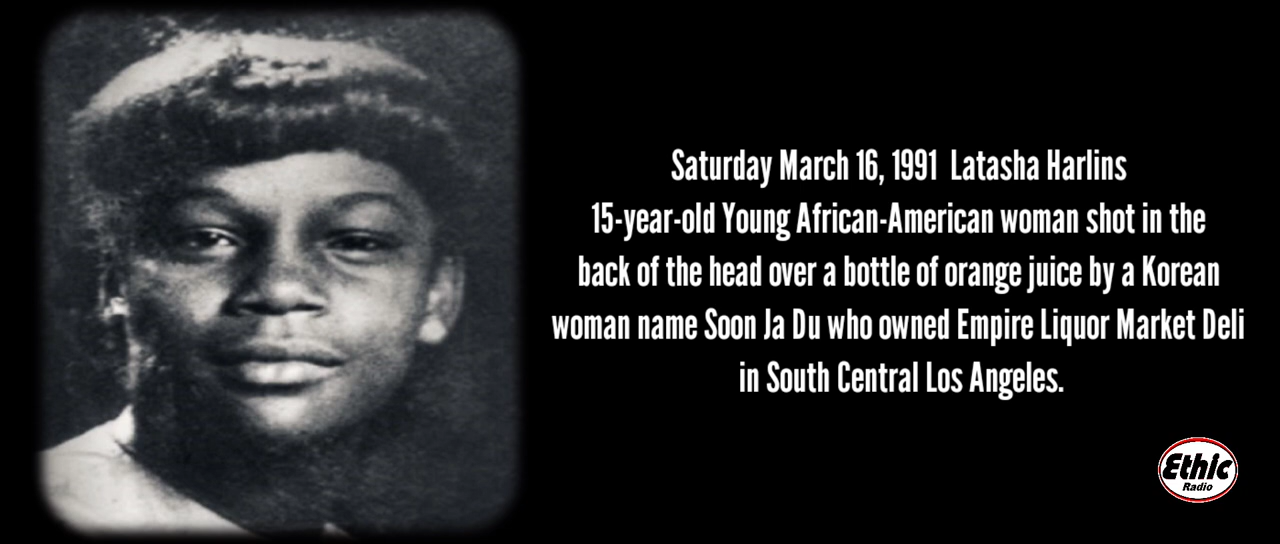 Saturday March 16, 1991 Latasha Harlins
15-year-old Young African-American woman shot in the
back of the head over a bottle of orange juice by a Korean
woman name Soon Ja Du who owned Empire Liquor Market Deli
in South Central Los Angeles.
Ethic
Radio